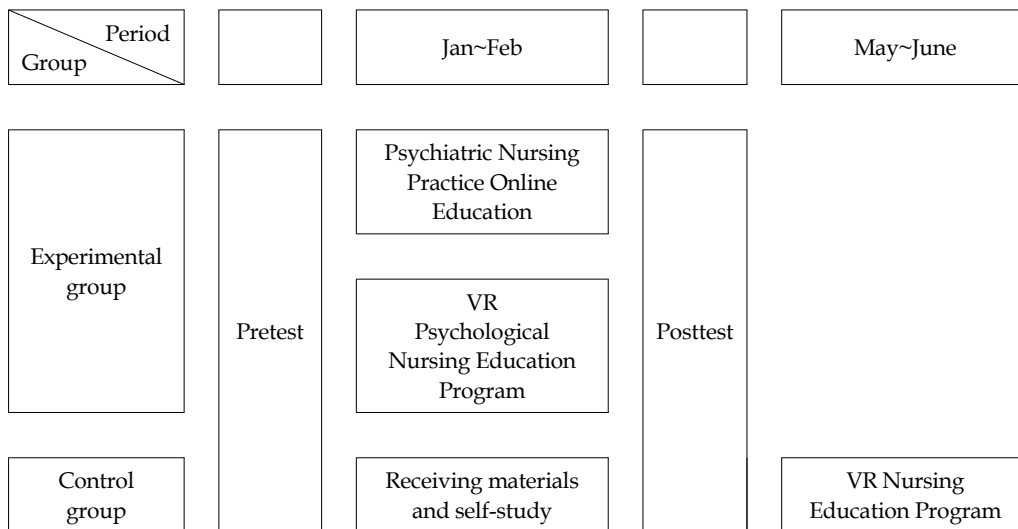 Period
Group
Jan~Feb
May~June
Experimental
group
Pretest
Psychiatric Nursing
Practice Online
Education
VR
Psychological
Nursing Education
Program
Posttest
Control
group
Receiving materials
and self-study
VR Nursing
Education Program